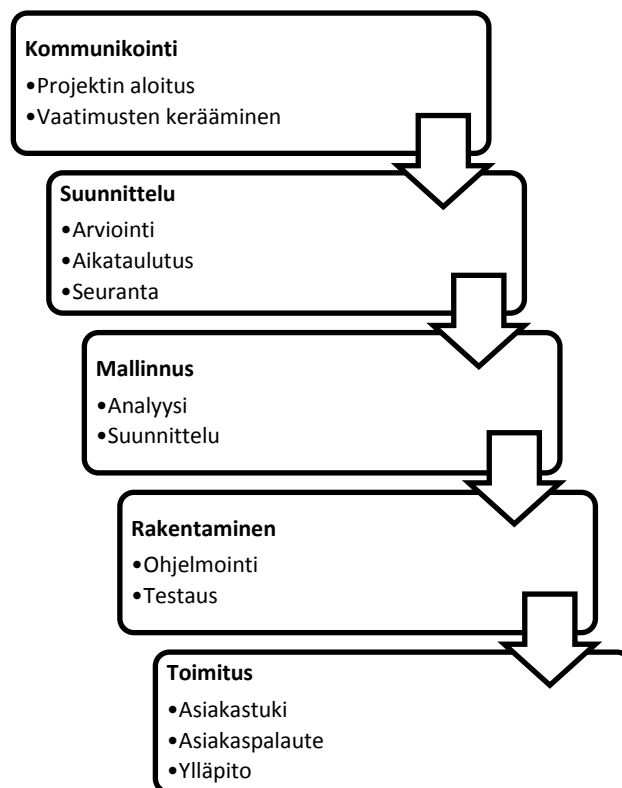 Kommunikointi
•Projektin aloitus
•Vaatimusten kerääminen
Suunnittelu
•Arviointi
•Aikataulutus
•Seuranta
Mallinnus
•Analyysi
•Suunnittelu
Rakentaminen
•Ohjelmointi
•Testaus
Toimitus
•Asiakastuki
•Asiakaspalaute
•Ylläpito